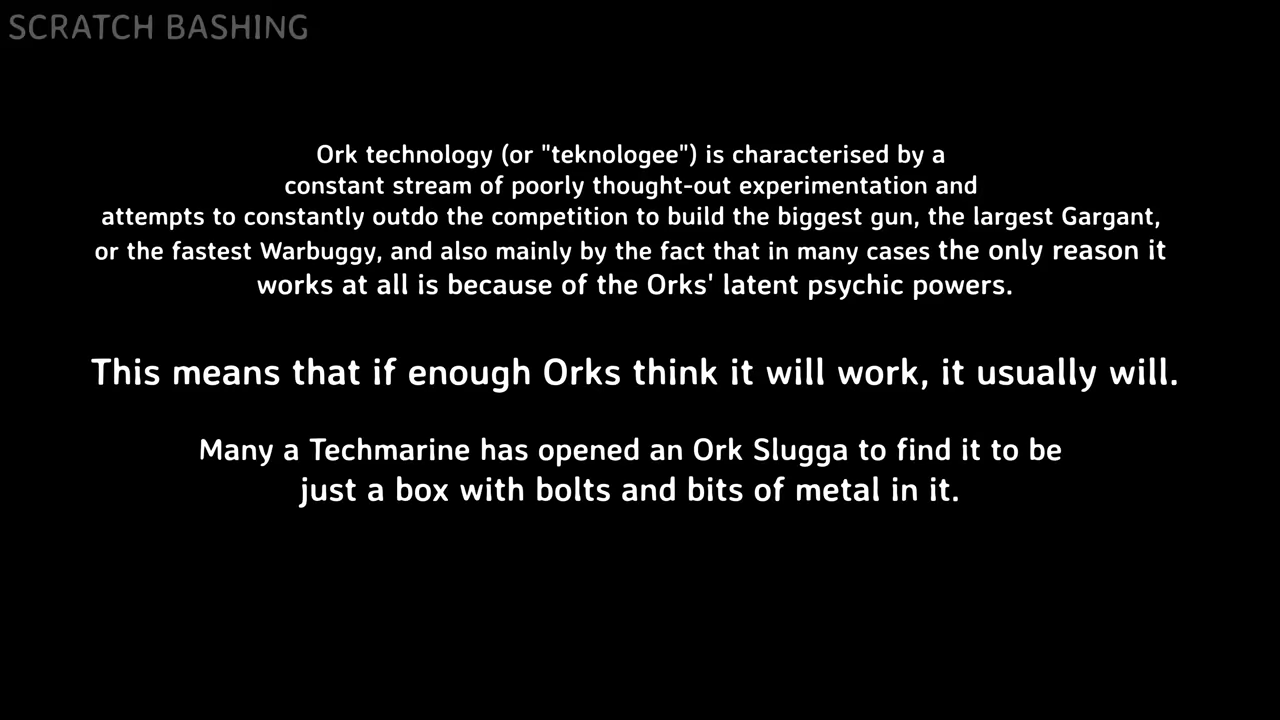 SCRATCH BASHING
Ork technology (or "teknologee") is characterised by a
constant stream of poorly thought-out experimentation and
attempts to constantly outdo the competition to build the biggest gun, the largest Gargant,
or the fastest Warbuggy, and also mainly by the fact that in many cases the only reason it
works at all is because of the Orks' latent psychic powers.
This means that if enough Orks think it will work, it usually will.
Many a Techmarine has opened an Ork Slugga to find it to be
just a box with bolts and bits of metal in it.